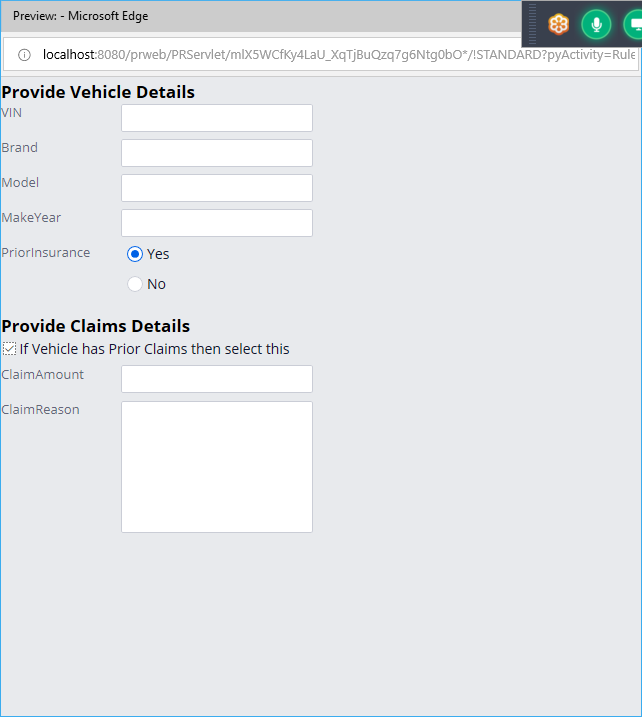 Preview: - Microsoft Edge
localhost:8080/prweb/PRServlet/mlX5WCfKy4LaU_XqTjBuQzq7g6Ntg0bO*/!STANDARD?pyActivity=Rule
Provide Vehicle Details
VIN
Brand
Model
MakeYear
PriorInsurance Yes
No
Provide Claims Details
If Vehicle has Prior Claims then select this
ClaimAmount
ClaimReason